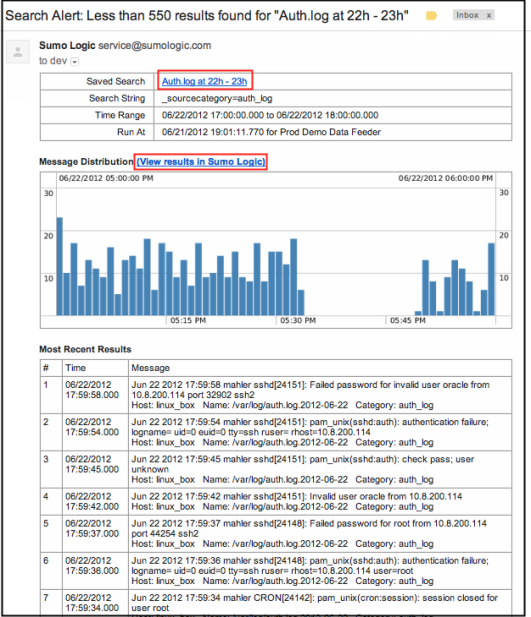 Search Alert: Less than 550 results found for "Auth.log at 22h - 23h" Inbox x
Sumo Logic service@sumologic.com
to dev
Saved Search Auth.log at 22h - 23h
Search String _sourcecategory=auth_log
Time Range 06/22/2012 17:00:00.000 to 06/22/2012 18:00:00.000
Run At 06/21/2012 19:01:11.770 for Prod Demo Data Feeder
Message Distribution (View results in Sumo Logic)
06/22/2012 05:00:00 PM 06/22/2012 06:00:00 PM
30 30
20 20
10 10
05:15 PM 05:30 PM 05:45 PM
Most Recent Results
# Time Message
1 06/22/2012 Jun 22 2012 17:59:58 mahler sshd[24151]: Failed password for invalid user oracle from
17:59:58.000 10.8.200.114 port 32902 ssh2
Host: linux_box Name: /var/log/auth.log.2012-06-22 Category: auth_log
2 06/22/2012 Jun 22 2012 17:59:54 mahler sshd[24151]: pam_unix(sshd:auth): authentication failure;
17:59:54.000 logname= uid=0 euid=0 tty=ssh ruser= rhost=10.8.200.114
Host: linux_box Name: /var/log/auth.log.2012-06-22 Category: auth_log
3 06/22/2012 Jun 22 2012 17:59:45 mahler sshd[24151]: pam_unix(sshd:auth): check pass; user
17:59:45.000 unknown
Host: linux_box Name: /var/log/auth.log.2012-06-22 Category: auth_log
4 06/22/2012 Jun 22 2012 17:59:42 mahler sshd[24151]: Invalid user oracle from 10.8.200.114
17:59:42.000 Host: linux_box Name: /var/log/auth.log.2012-06-22 Category: auth_log
5 06/22/2012 Jun 22 2012 17:59:37 mahler sshd[24148]: Failed password for root from 10.8.200.114
17:59:37.000 port 44254 ssh2
Host: linux_box Name: /var/log/auth.log.2012-06-22 Category: auth_log
6 06/22/2012 Jun 22 2012 17:59:36 mahler sshd[24148]: pam_unix(sshd:auth): authentication failure;
17:59:36.000 logname= uid=0 euid=0 tty=ssh ruser= rhost=10.8.200.114 user=root
Host: linux_box Name: /var/log/auth.log.2012-06-22 Category: auth_log
7 06/22/2012 Jun 22 2012 17:59:34 mahler CRON[24142]: pam_unix(cron:session): session closed for
17:59:34.000 user root